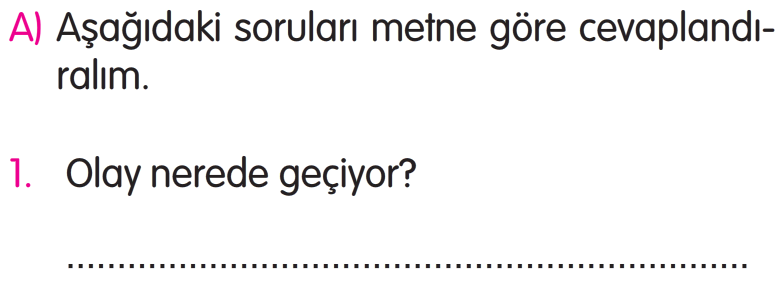 A) Aşağıdaki soruları metne göre cevaplandı-
ralım.
1. Olay nerede geçiyor?
....................................................................